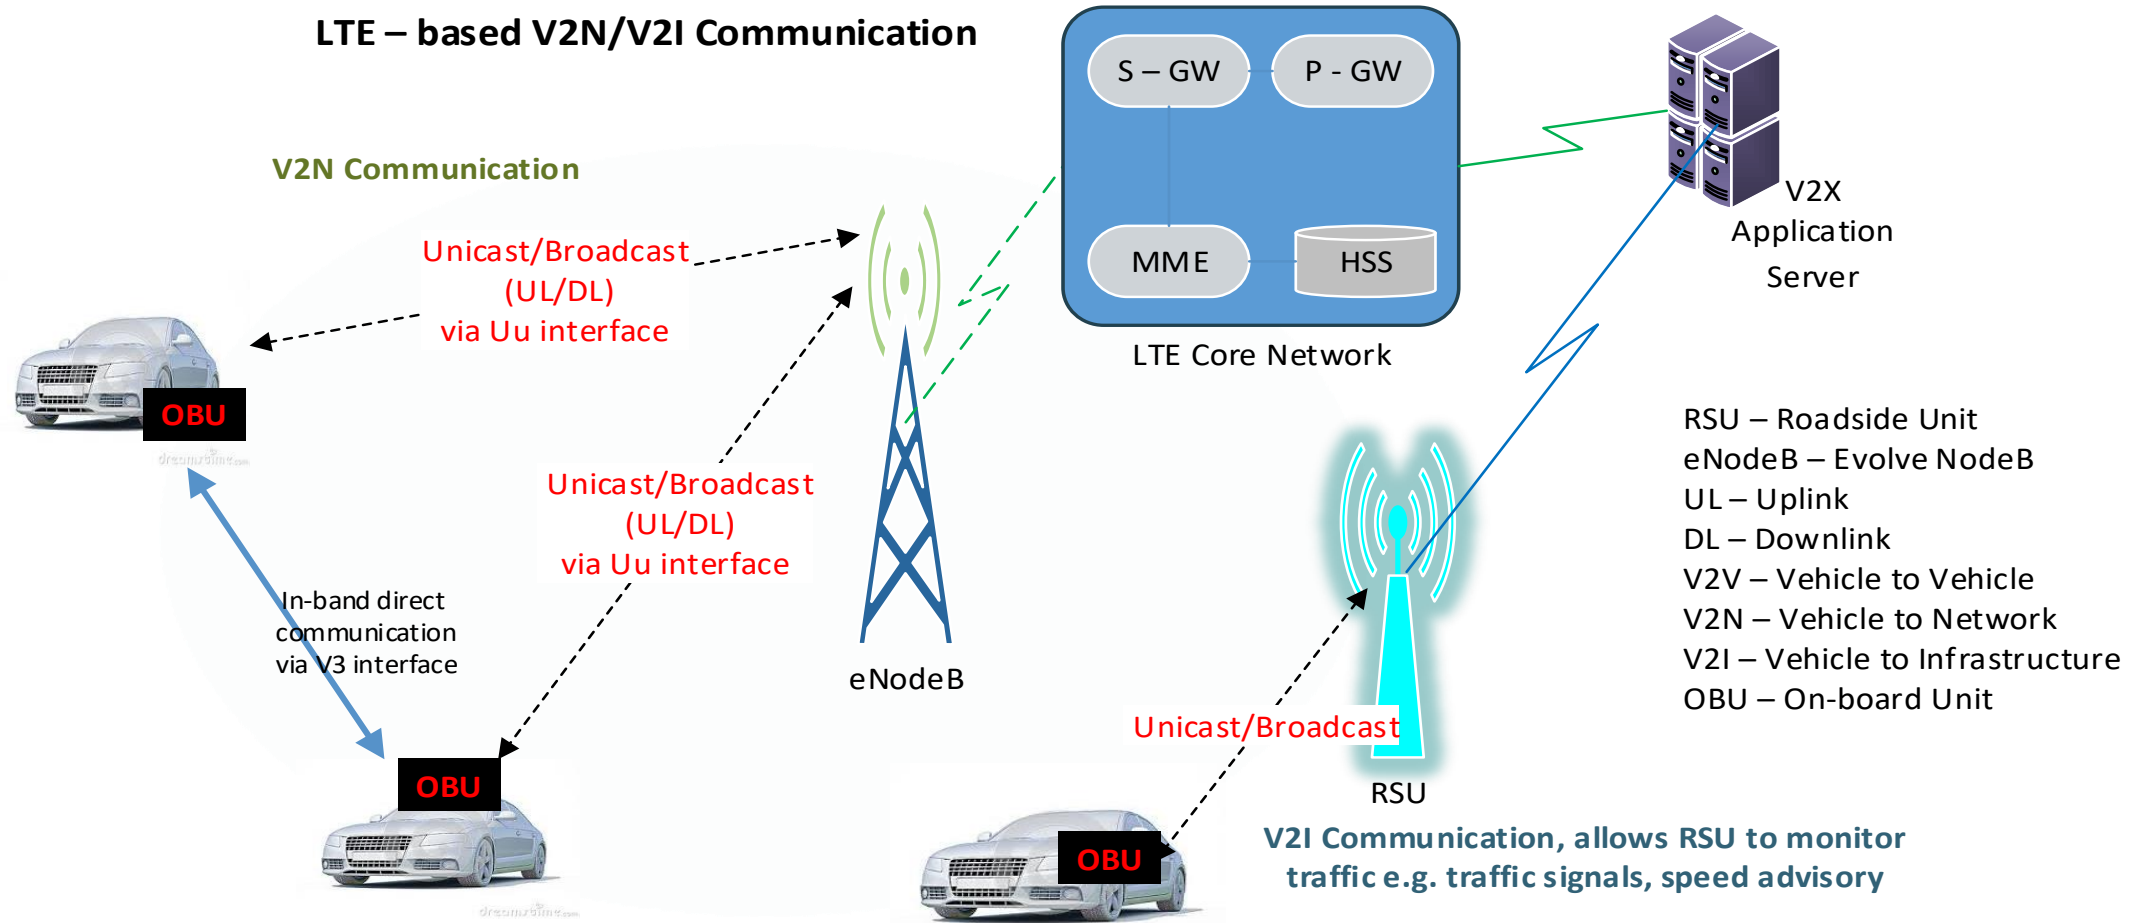 LTE – based V2N/V2I Communication
S – GW
P - GW
MME
HSS
LTE Core Network
V2X
Application
Server
V2N Communication
Unicast/Broadcast
(UL/DL)
via Uu interface
OBU
dreamstime.com
Unicast/Broadcast
(UL/DL)
via Uu interface
In-band direct
communication
via V3 interface
eNodeB
OBU
dreamstime.com
Unicast/Broadcast
OBU
RSU
V2I Communication, allows RSU to monitor
traffic e.g. traffic signals, speed advisory
RSU – Roadside Unit
eNodeB – Evolve NodeB
UL – Uplink
DL – Downlink
V2V – Vehicle to Vehicle
V2N – Vehicle to Network
V2I – Vehicle to Infrastructure
OBU – On-board Unit